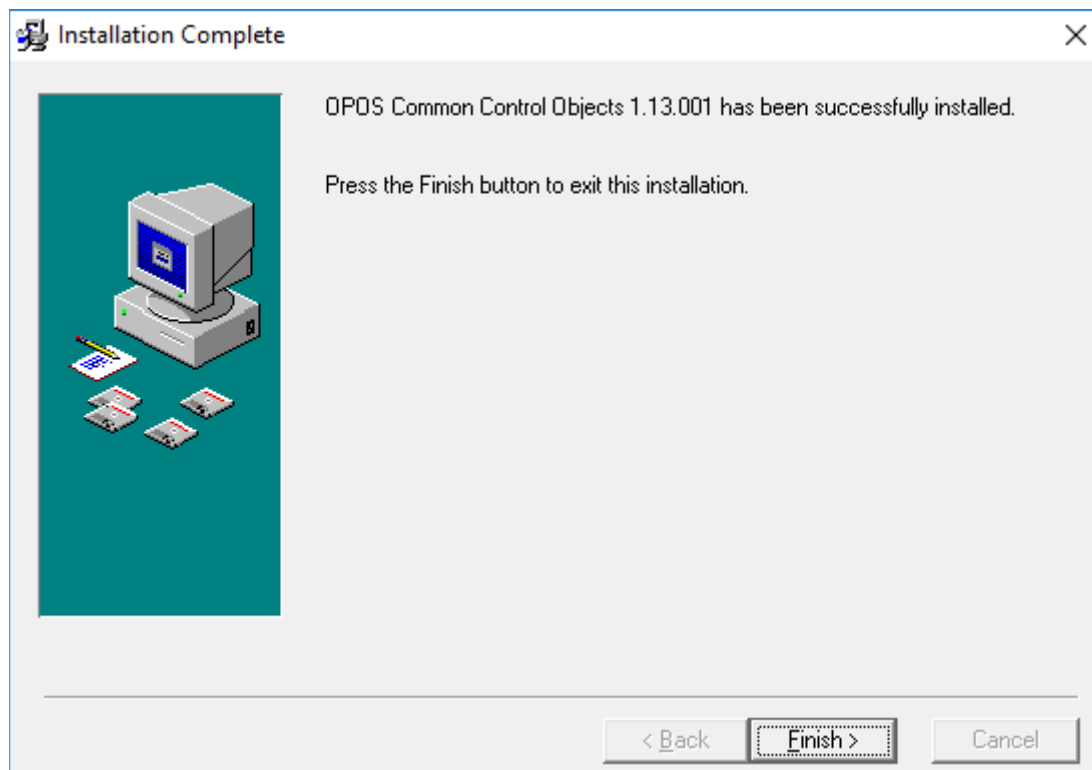 Installation Complete
OPOS Common Control Objects 1.13.001 has been successfully installed.
Press the Finish button to exit this installation.
< Back
Finish >
Cancel